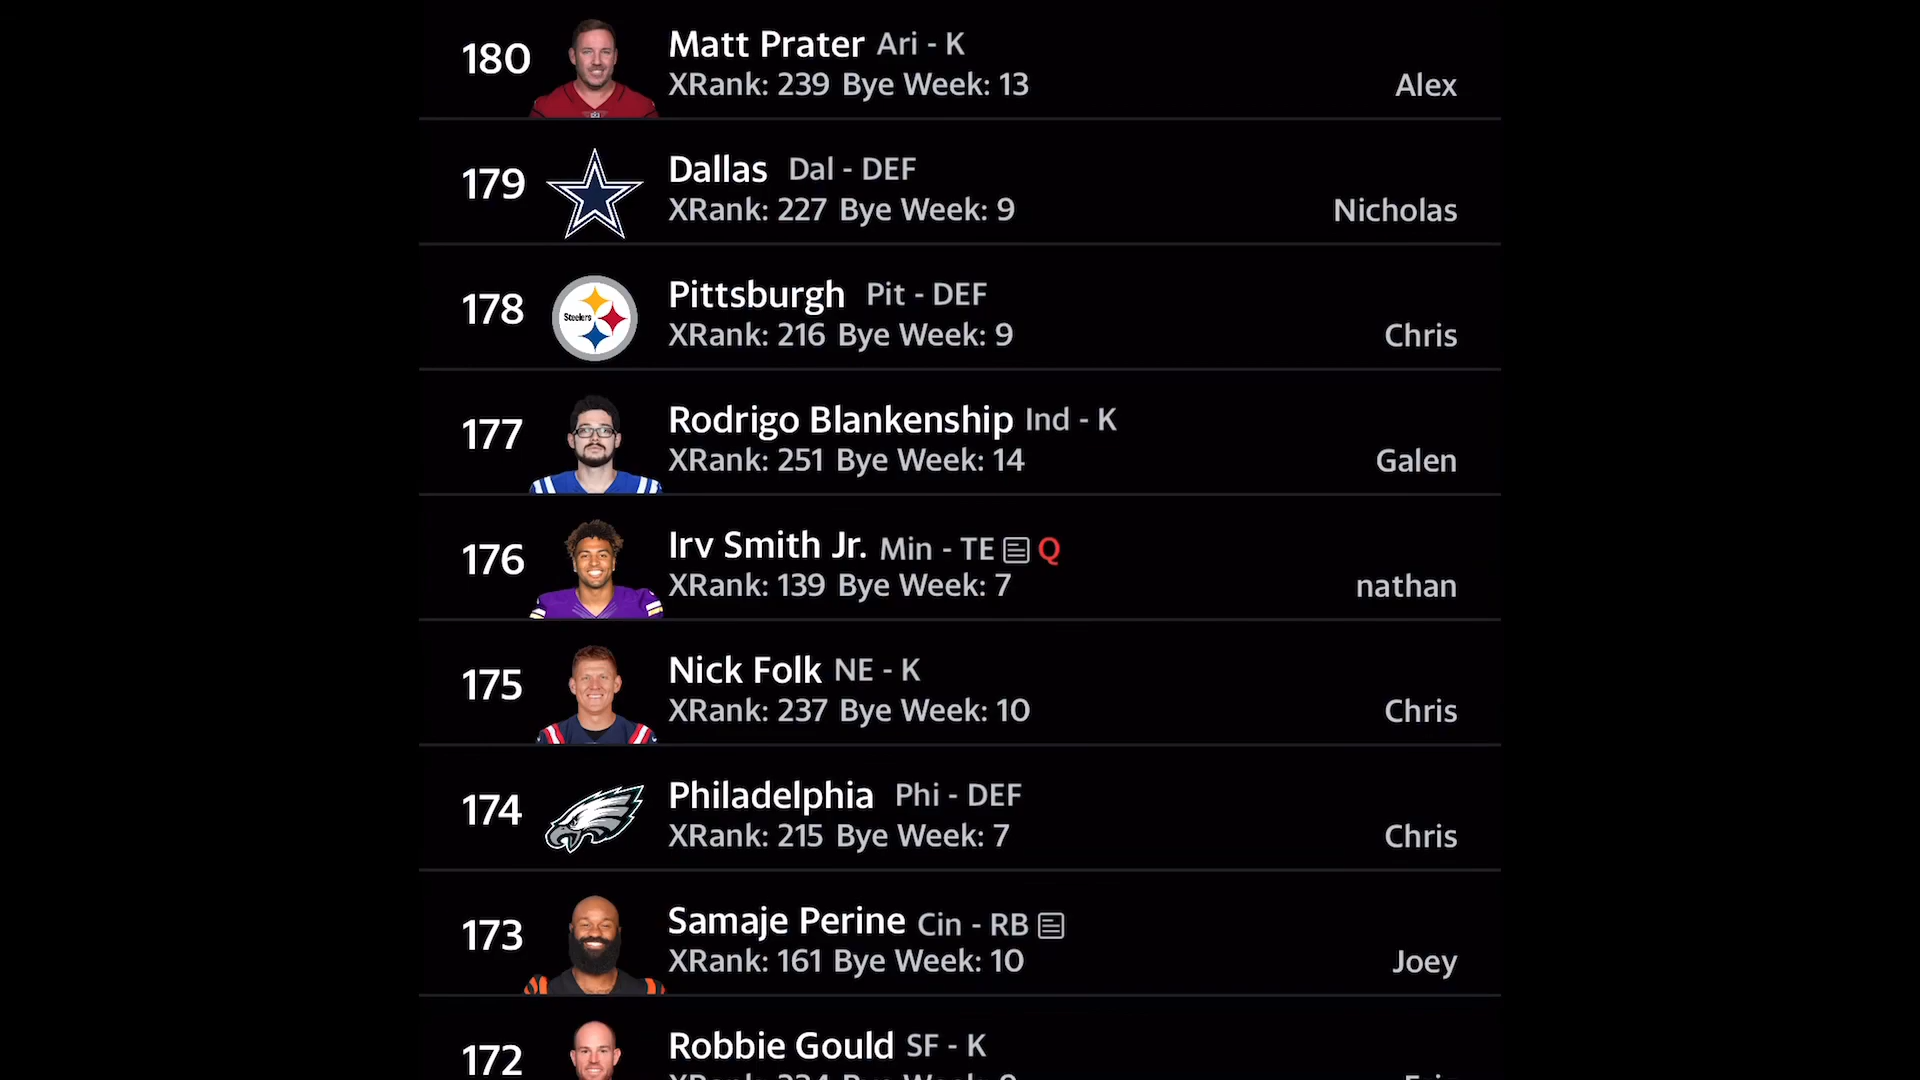 180 Matt Prater Ari - K
XRank: 239 Bye Week: 13 Alex
179 Dallas Dal - DEF
XRank: 227 Bye Week: 9 Nicholas
Steelers
178 Pittsburgh Pit - DEF
XRank: 216 Bye Week: 9 Chris
177 Rodrigo Blankenship Ind - K
XRank: 251 Bye Week: 14 Galen
176 Irv Smith Jr. Min - TE Q
XRank: 139 Bye Week: 7 nathan
175 Nick Folk NE - K
XRank: 237 Bye Week: 10 Chris
174 Philadelphia Phi - DEF
XRank: 215 Bye Week: 7 Chris
173 Samaje Perine Cin - RB
XRank: 161 Bye Week: 10 Joey
172 Robbie Gould SF - K